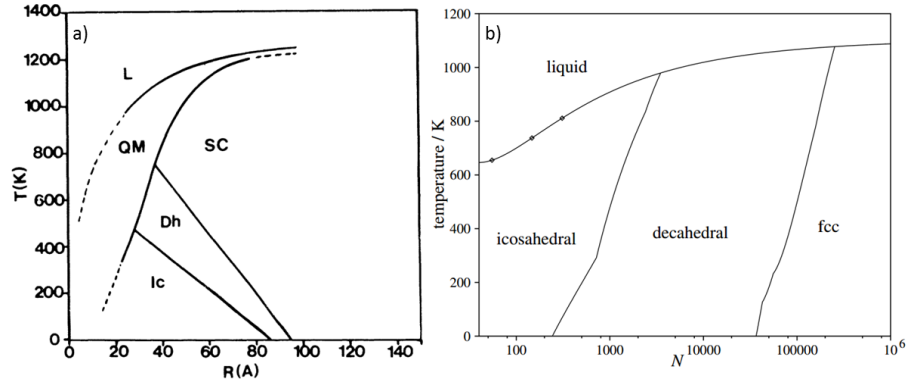 a)
1400
1200
1000
800
600
400
200
0
T(K)
L
QM
SC
Dh
Ic
0 20 40 60 80 100 120 140
R(A)
b)
1200
1000
800
600
400
200
0
temperature / K
liquid
icosahedral
decahedral
fcc
100 1000 10000 100000 10^6
N